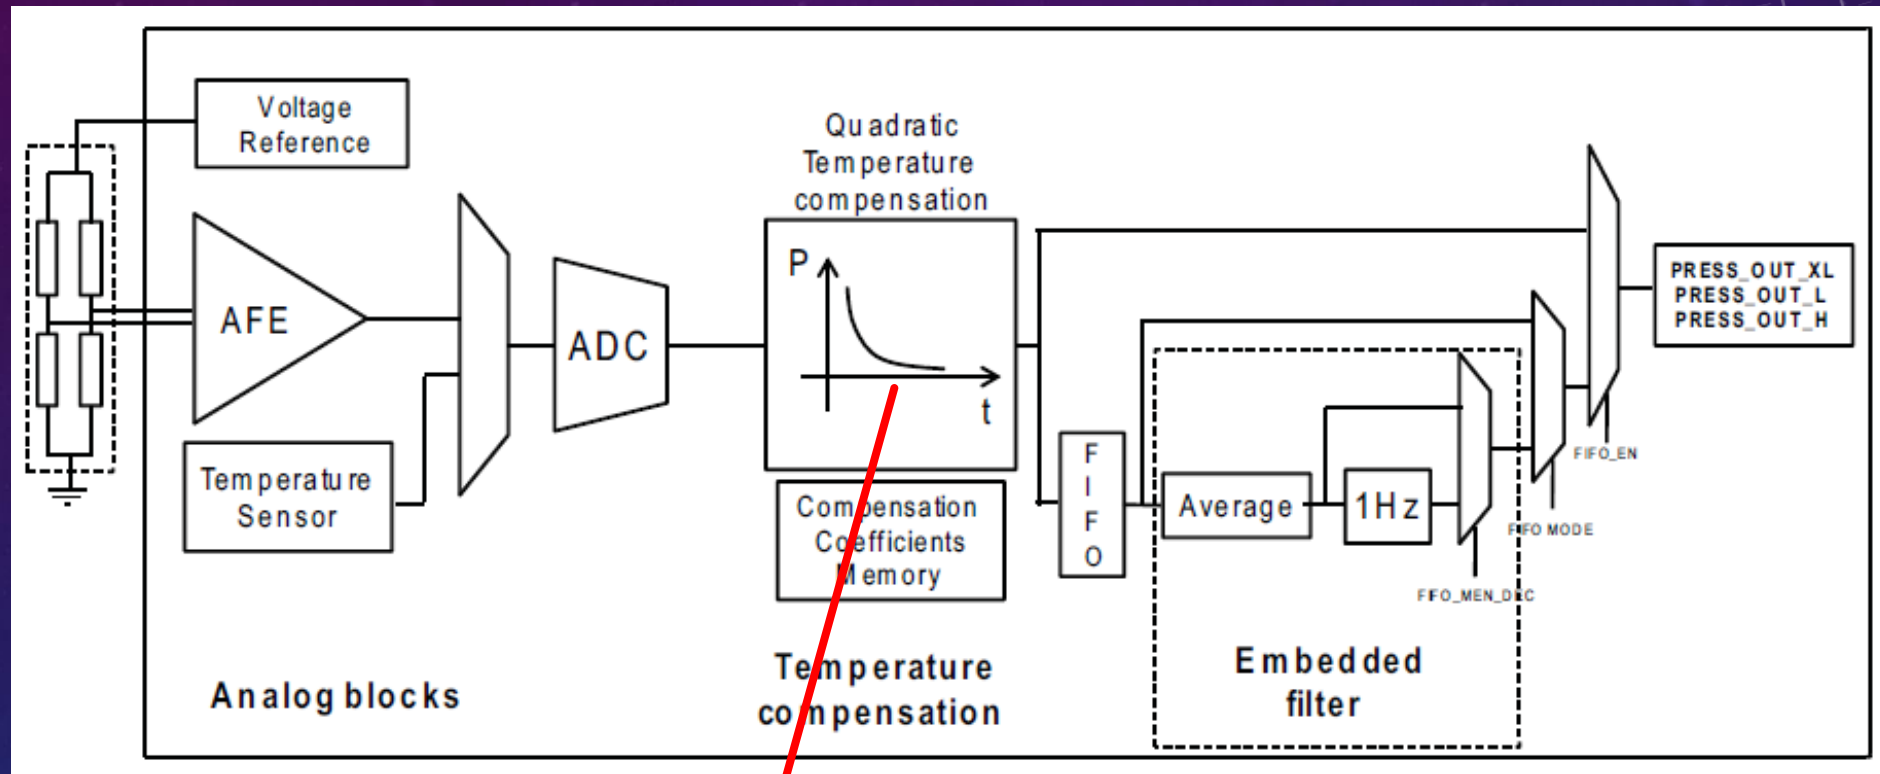 Voltage
Reference
AFE
Temperature
Sensor
ADC
Quadratic
Temperature
compensation
P
t
Compensation
Coefficients
Memory
F
I
F
O
Average
1Hz
FIFO_MEN_DEC
FIFO MODE
FIFO_EN
PRESS_OUT_XL
PRESS_OUT_L
PRESS_OUT_H
Analog blocks
Temperature
compensation
Embedded
filter